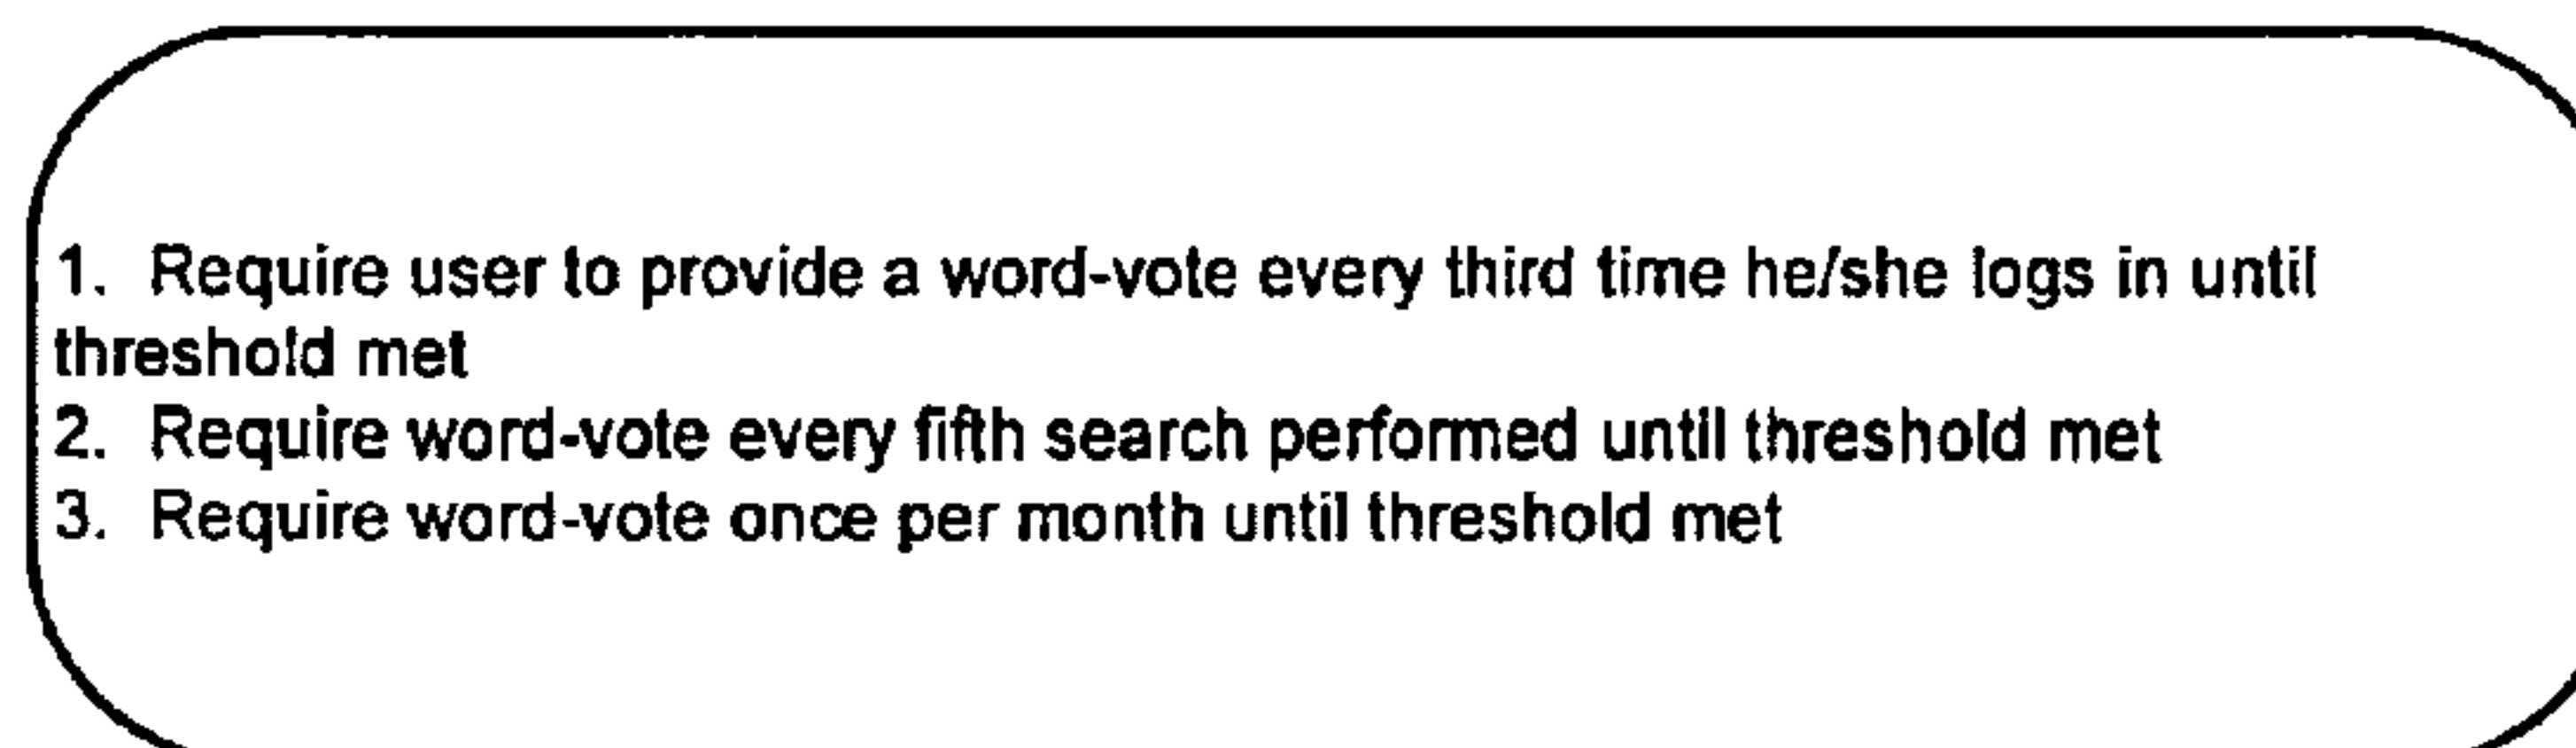 1. Require user to provide a word-vote every third time he/she logs in until
threshold met
2. Require word-vote every fifth search performed until threshold met
3. Require word-vote once per month until threshold met